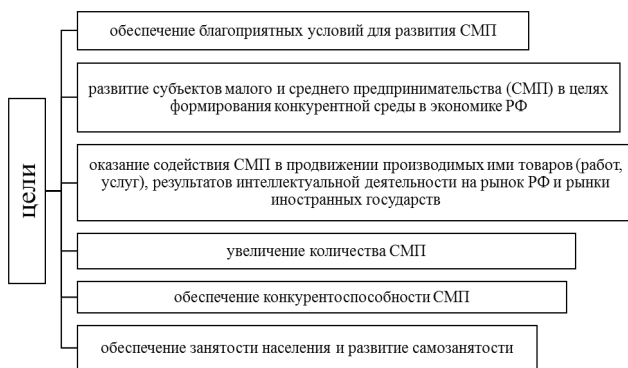 цели
обеспечение благоприятных условий для развития СМП
развитие субъектов малого и среднего предпринимательства (СМП) в целях
формирования конкурентной среды в экономике РФ
оказание содействия СМП в продвижении производимых ими товаров (работ,
услуг), результатов интеллектуальной деятельности на рынок РФ и рынки
иностранных государств
увеличение количества СМП
обеспечение конкурентоспособности СМП
обеспечение занятости населения и развитие самозанятости